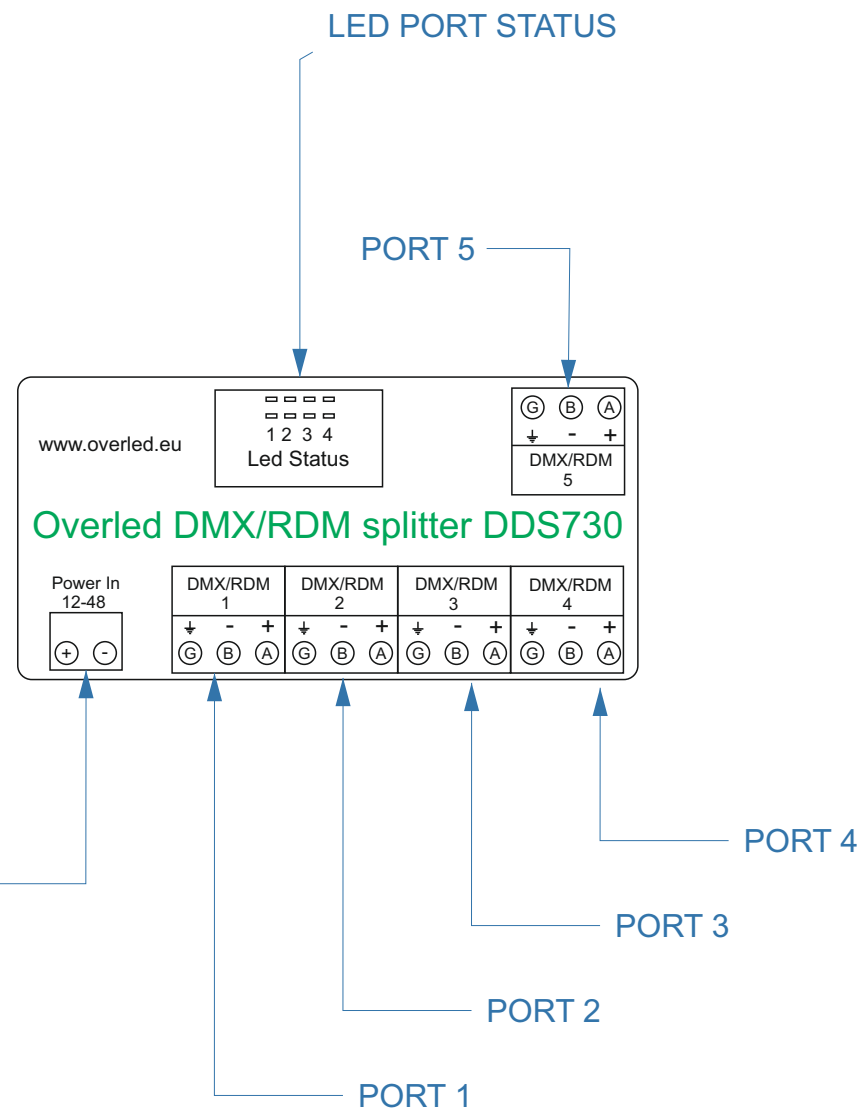 LED PORT STATUS
PORT 5
1 2 3 4
Led Status
www.overled.eu
G B A
⏚ - +
DMX/RDM
5
Overled DMX/RDM splitter DDS730
Power In
12-48
+ -
DMX/RDM
1
⏚ - +
G B A
DMX/RDM
2
⏚ - +
G B A
DMX/RDM
3
⏚ - +
G B A
DMX/RDM
4
⏚ - +
G B A
PORT 4
PORT 3
PORT 2
PORT 1